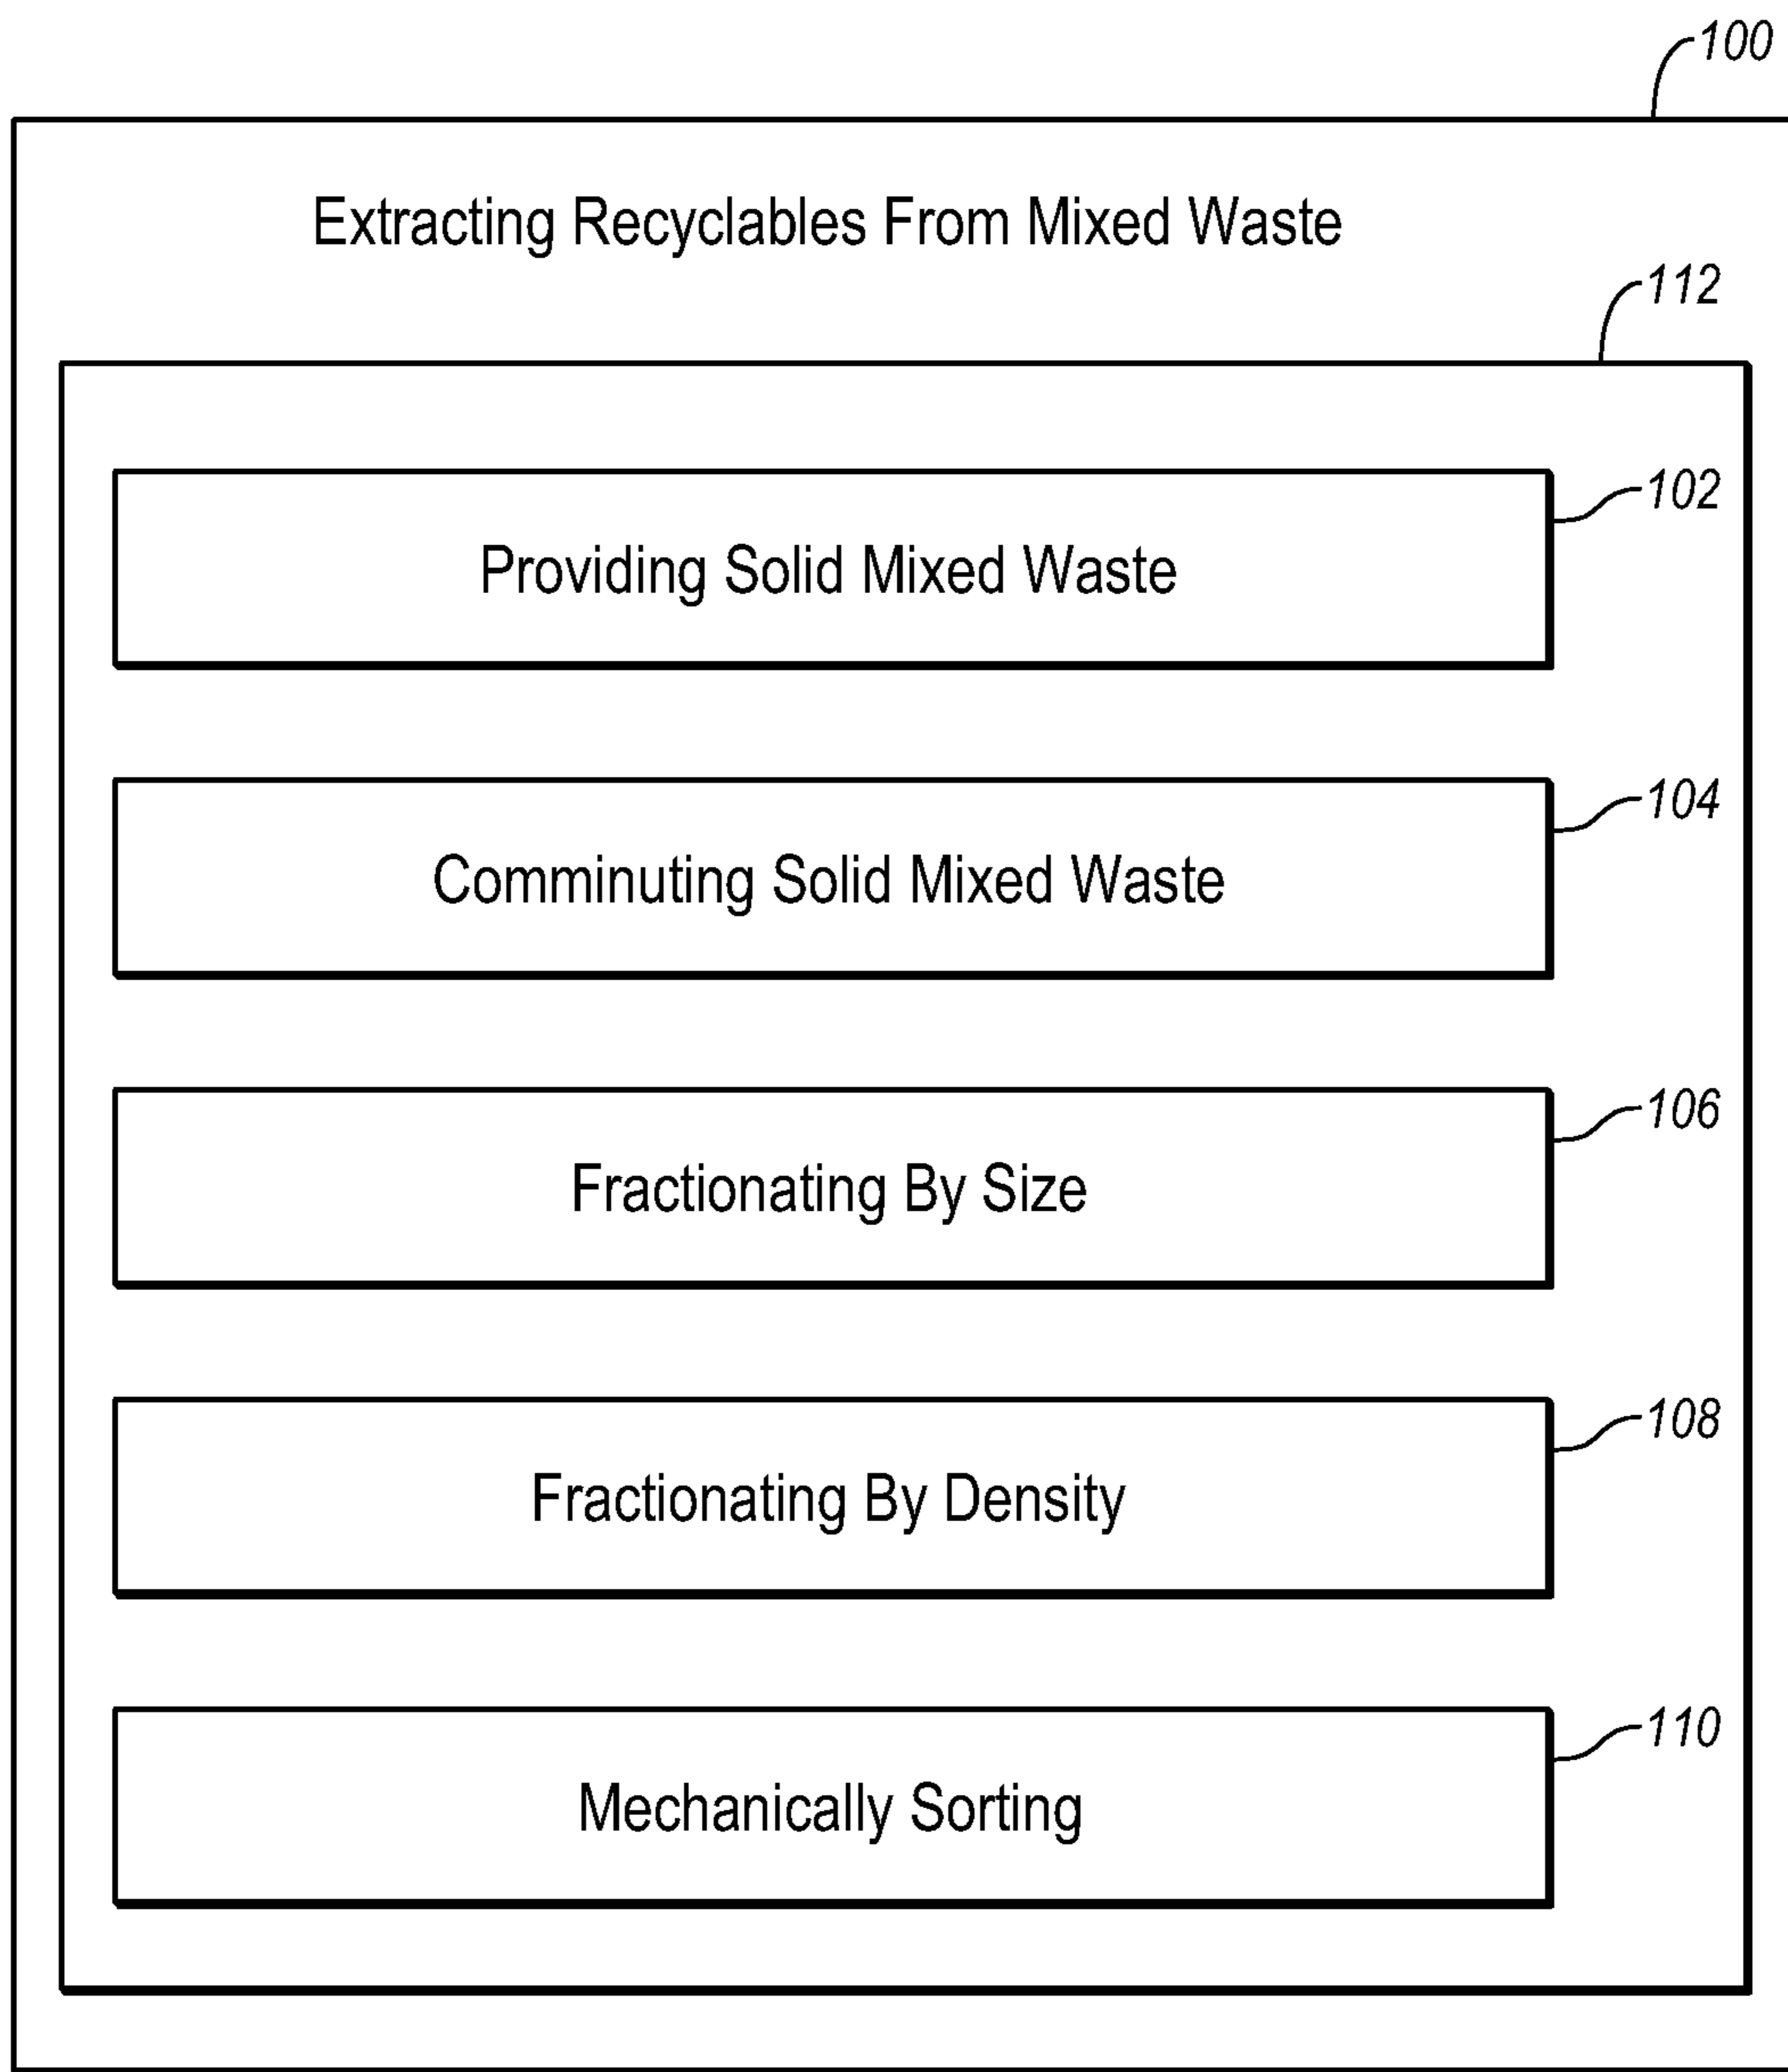 100
Extracting Recyclables From Mixed Waste
112
102
Providing Solid Mixed Waste
104
Comminuting Solid Mixed Waste
106
Fractionating By Size
108
Fractionating By Density
110
Mechanically Sorting